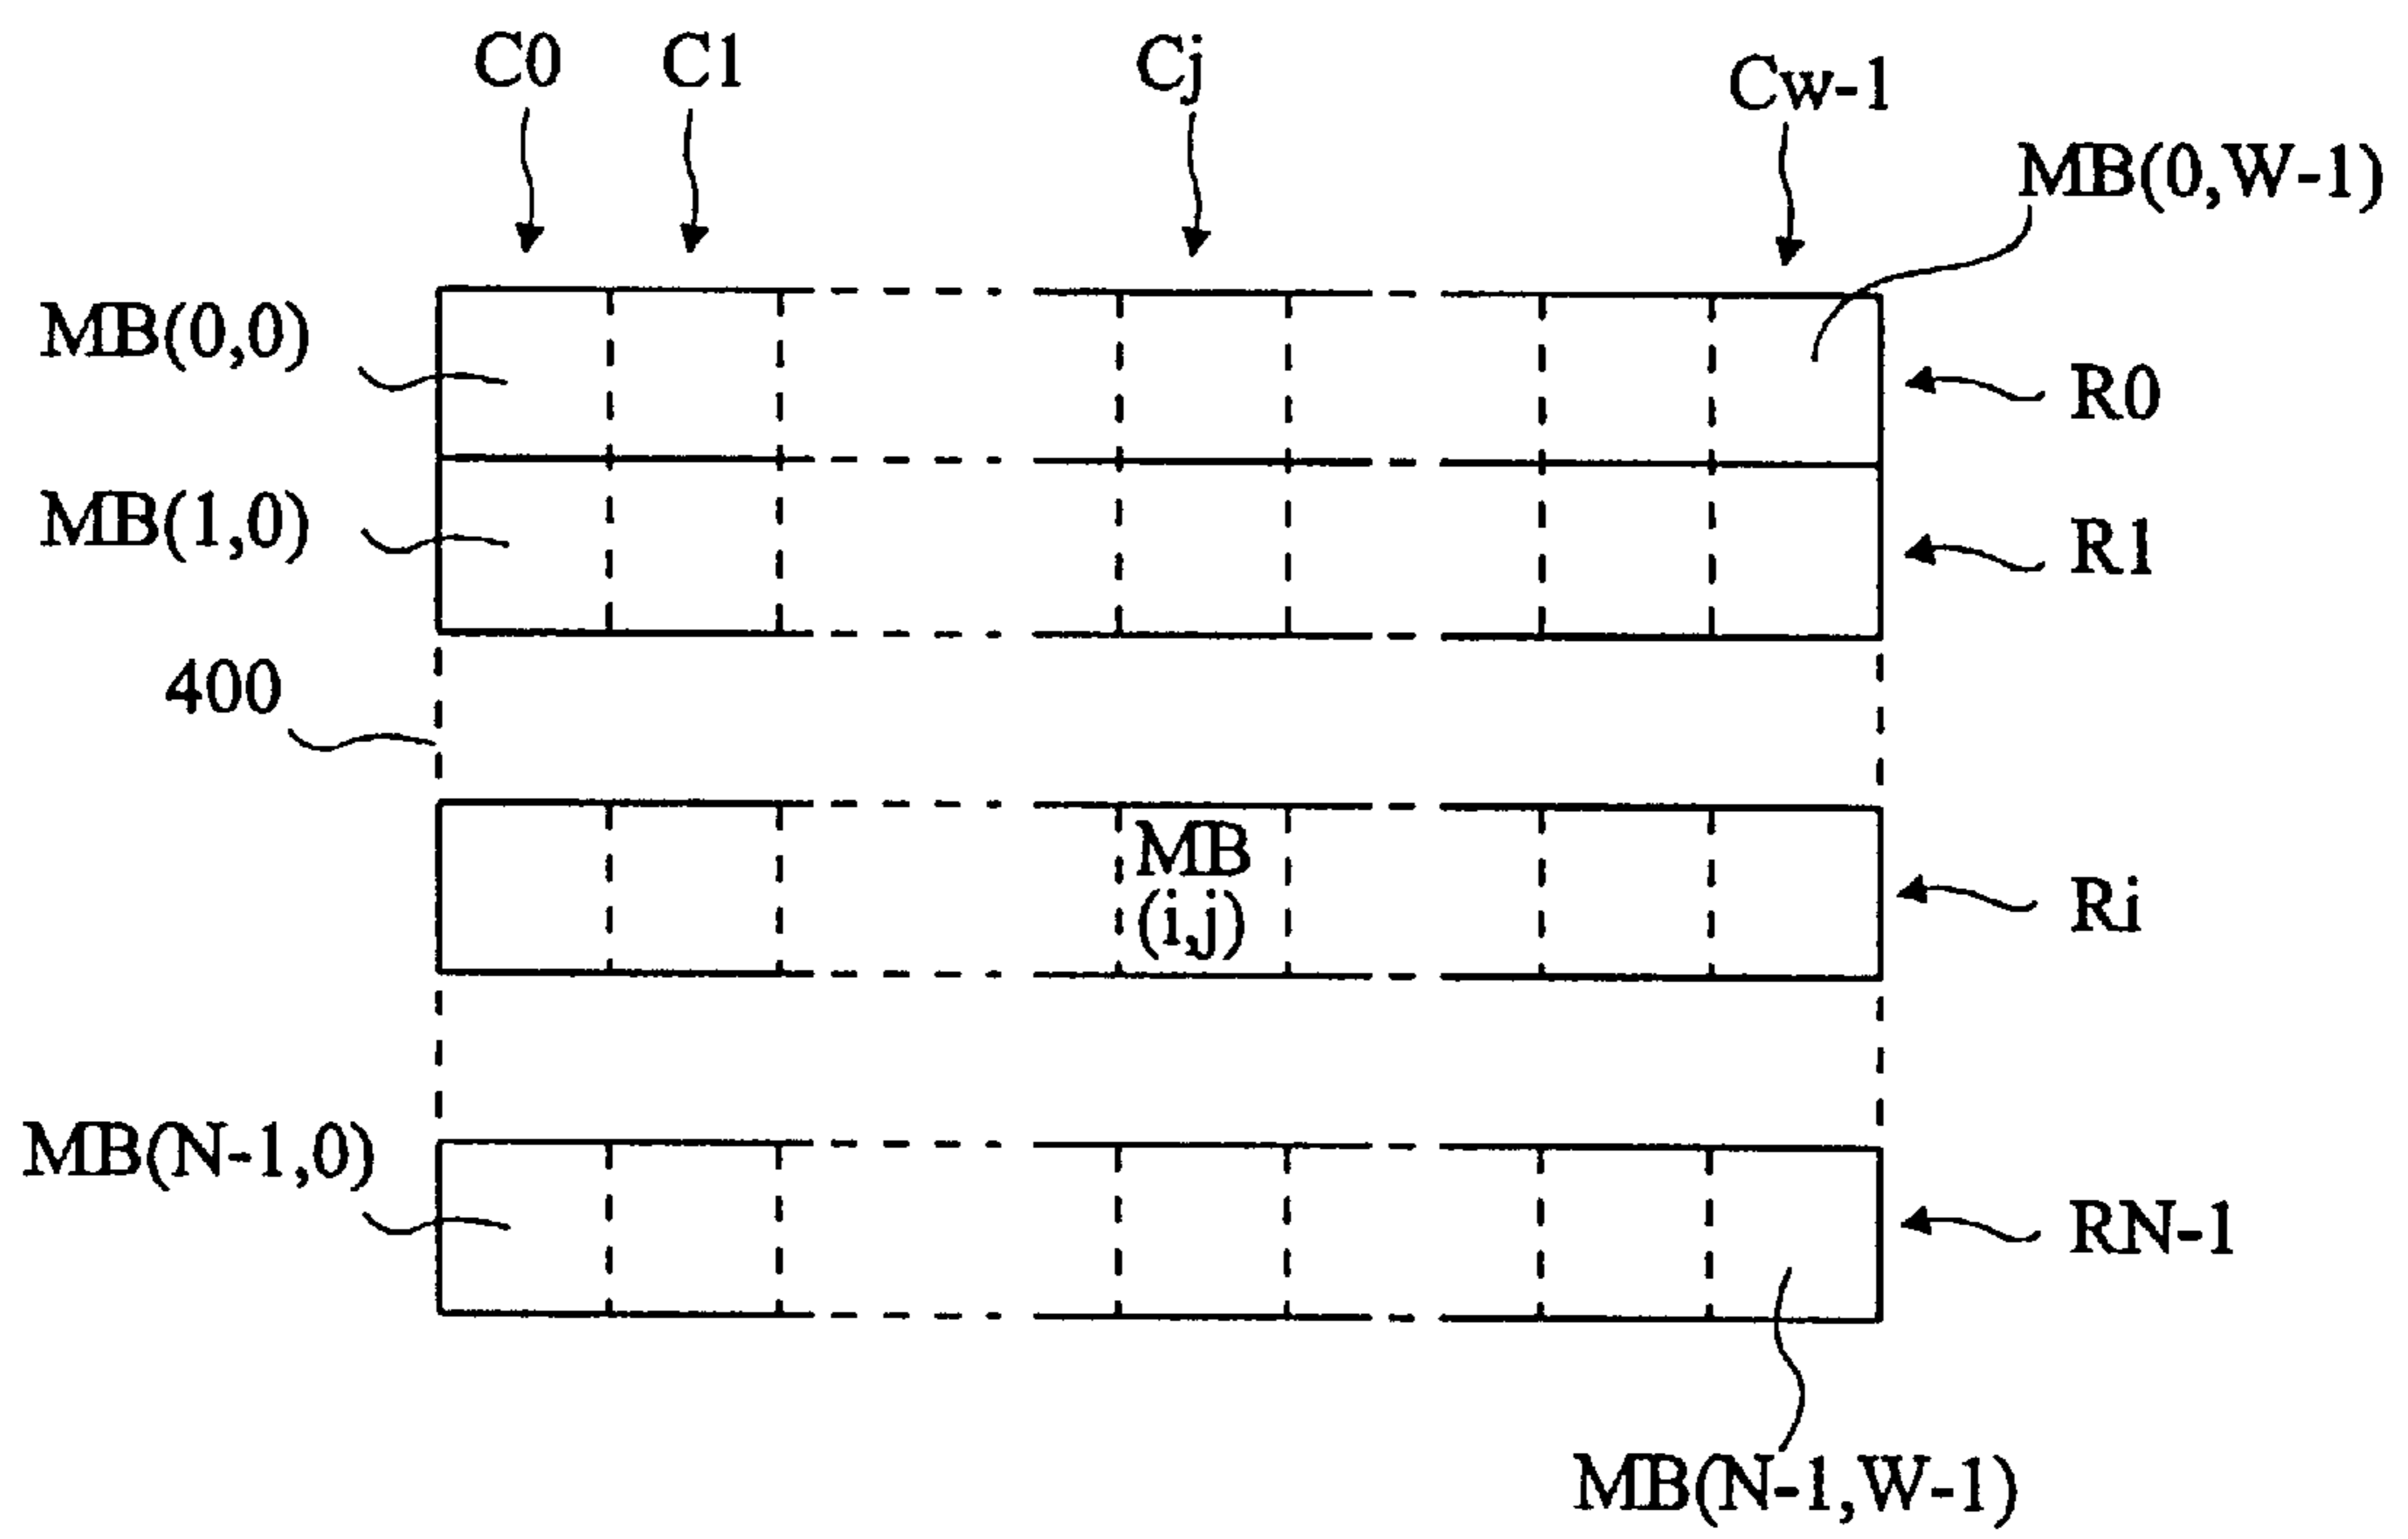 C0
C1
Cj
Cw-1
MB(0,W-1)
MB(0,0)
R0
MB(1,0)
R1
400
MB
(i,j)
Ri
MB(N-1,0)
RN-1
MB(N-1,W-1)